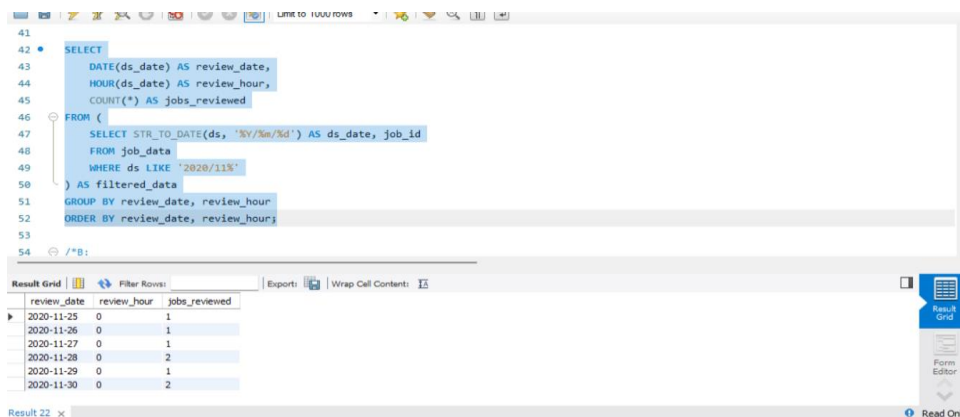 Limit to 1000 rows
41
42 SELECT
43 DATE(ds_date) AS review_date,
44 HOUR(ds_date) AS review_hour,
45 COUNT(*) AS jobs_reviewed
46 FROM (
47 SELECT STR_TO_DATE(ds, '%Y/%m/%d') AS ds_date, job_id
48 FROM job_data
49 WHERE ds LIKE '2020/11%'
50 ) AS filtered_data
51 GROUP BY review_date, review_hour
52 ORDER BY review_date, review_hour;
53
54 /*B:
Result Grid Filter Rows: Export: Wrap Cell Content: IA
review_date review_hour jobs_reviewed
2020-11-25 0 1
2020-11-26 0 1
2020-11-27 0 1
2020-11-28 0 2
2020-11-29 0 1
2020-11-30 0 2
Result
Grid
Form
Editor
Result 22 × Read On